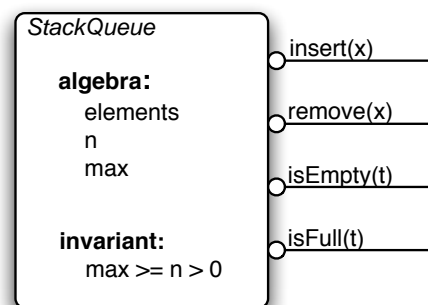 StackQueue
algebra:
elements
n
max
invariant:
max >= n > 0
insert(x)
remove(x)
isEmpty(t)
isFull(t)